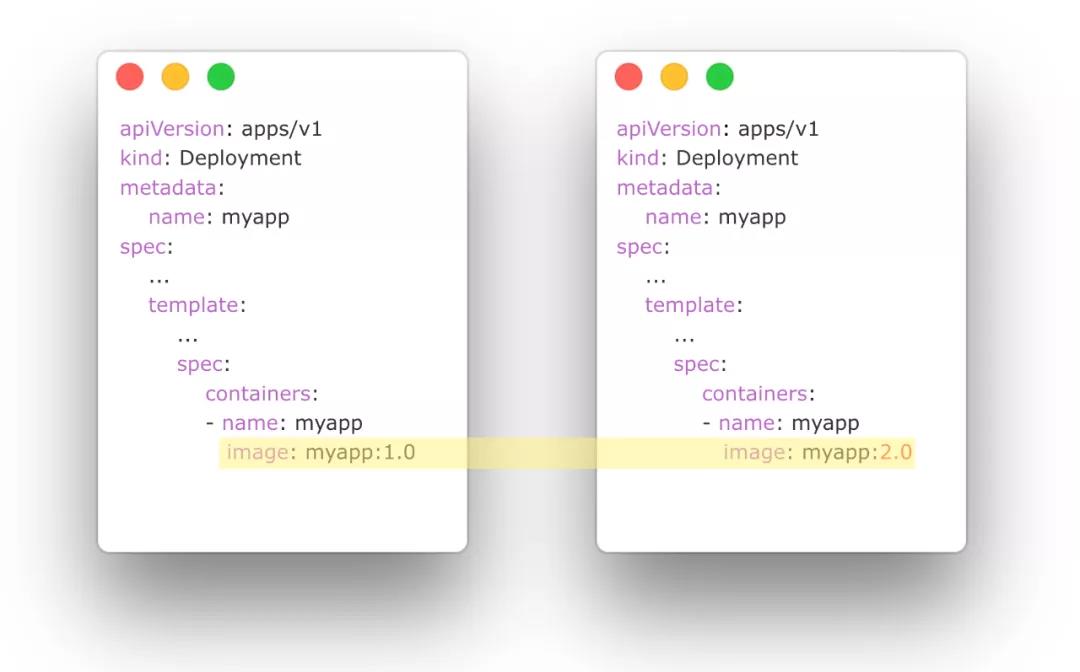 apiVersion: apps/v1
kind: Deployment
metadata:
    name: myapp
spec:
    ...
    template:
        ...
        spec:
            containers:
            - name: myapp
               image: myapp:1.0
apiVersion: apps/v1
kind: Deployment
metadata:
    name: myapp
spec:
    ...
    template:
        ...
        spec:
            containers:
            - name: myapp
               image: myapp:2.0